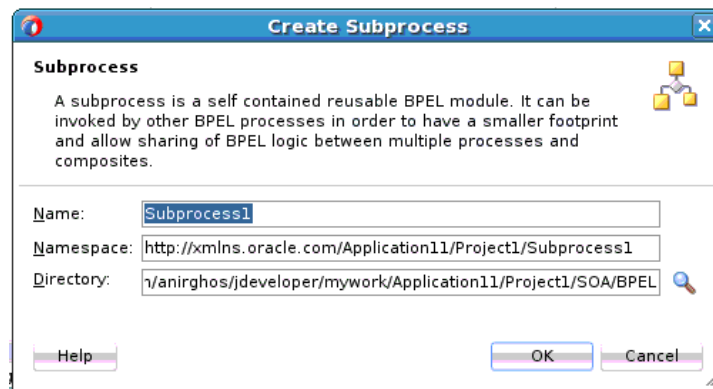 Create Subprocess
Subprocess
A subprocess is a self contained reusable BPEL module. It can be
invoked by other BPEL processes in order to have a smaller footprint
and allow sharing of BPEL logic between multiple processes and
composites.
Name: Subprocess1
Namespace: http://xmlns.oracle.com/Application11/Project1/Subprocess1
Directory: /anirghos/jdeveloper/mywork/Application11/Project1/SOA/BPEL
Help OK Cancel